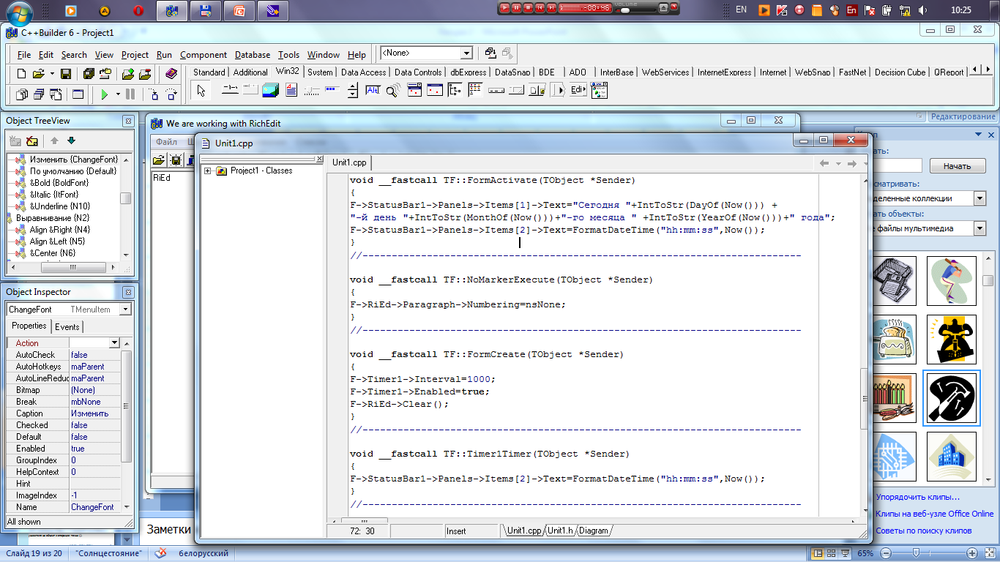 EN
En
10:25
-00:46
VOLUME
C++Builder 6 - Project1
File Edit Search View Project Run Component Database Tools Window Help
<None>
Standard Additional Win32 System Data Access Data Controls dbExpress DataSnap BDE ADO InterBase WebServices InternetExpress Internet WebSnap FastNet Decision Cube QReport
Object TreeView
Изменить {ChangeFont}
По умолчанию {Default}
&Bold {BoldFont}
&Italic {ItFont}
&Underline {N10}
Выравнивание {N2}
Align &Right {N4}
Align &Left {N5}
&Center {N6}
Object Inspector
ChangeFont TMenuItem
Properties Events
Action
AutoCheck false
AutoHotkeys maParent
AutoLineReduc maParent
Bitmap (None)
Break mbNone
Caption Изменить
Checked false
Default false
Enabled true
GroupIndex 0
HelpContext 0
Hint
ImageIndex -1
Name ChangeFont
All shown
We are working with RichEdit
Файл
RiEd
Unit1.cpp
Project1 - Classes
Unit1.cpp
void __fastcall TF::FormActivate(TObject *Sender)
{
F->StatusBar1->Panels->Items[1]->Text="Сегодня "+IntToStr(DayOf(Now())) +
"-й день "+IntToStr(MonthOf(Now()))+"-го месяца " +IntToStr(YearOf(Now()))+" года";
F->StatusBar1->Panels->Items[2]->Text=FormatDateTime("hh:mm:ss",Now());
}
//---------------------------------------------------------------------------
void __fastcall TF::NoMarkerExecute(TObject *Sender)
{
F->RiEd->Paragraph->Numbering=nsNone;
}
//---------------------------------------------------------------------------
void __fastcall TF::FormCreate(TObject *Sender)
{
F->Timer1->Interval=1000;
F->Timer1->Enabled=true;
F->RiEd->Clear();
}
//---------------------------------------------------------------------------
void __fastcall TF::Timer1Timer(TObject *Sender)
{
F->StatusBar1->Panels->Items[2]->Text=FormatDateTime("hh:mm:ss",Now());
}
//---------------------------------------------------------------------------
72: 30 Insert Unit1.cpp Unit1.h Diagram
Редактирование
ать:
Начать
сматривать:
деленные коллекции
ать объекты:
е файлы мультимедиа
Упорядочить клипы...
Клипы на веб-узле Office Online
Советы по поиску клипов
Заметки
Слайд 19 из 20 "Солнцестояние" белорусский 65%